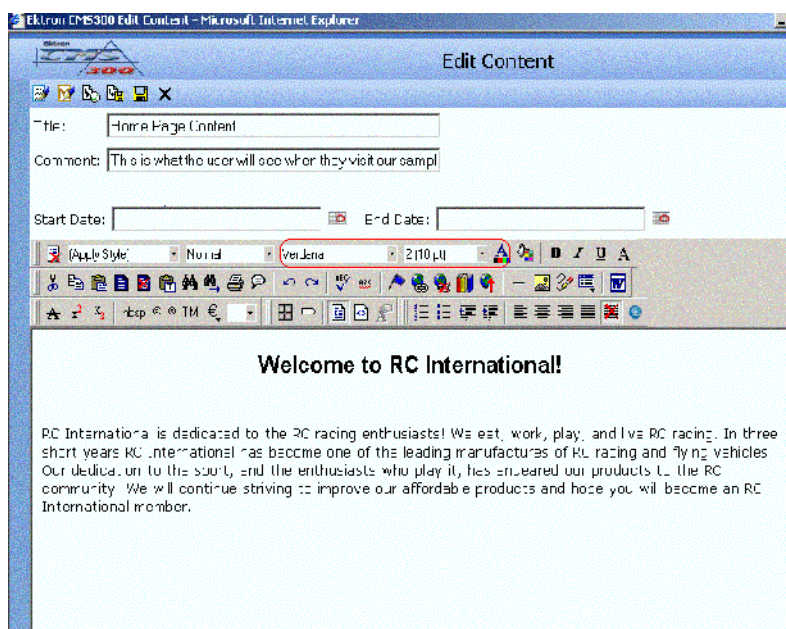 Ektron CMS300 Edit Content - Microsoft Internet Explorer
Ektron
CMS
300
Edit Content
Title:
Home Page Content
Comment:
This is what the user will see when they visit our sampl
Start Date:
End Date:
(Apply Style)
Normal
Verdana
2 (10 pt)
B I U A
ABC
nbsp © ® TM €
Welcome to RC International!
RC International is dedicated to the RC racing enthusiasts! We eat, work, play, and live RC racing. In three
short years RC International has become one of the leading manufactures of RC racing and flying vehicles
Our dedication to the sport, and the enthusiasts who play it, has endeared our products to the RC
community. We will continue striving to improve our affordable products and hope you will become an RC
International member.